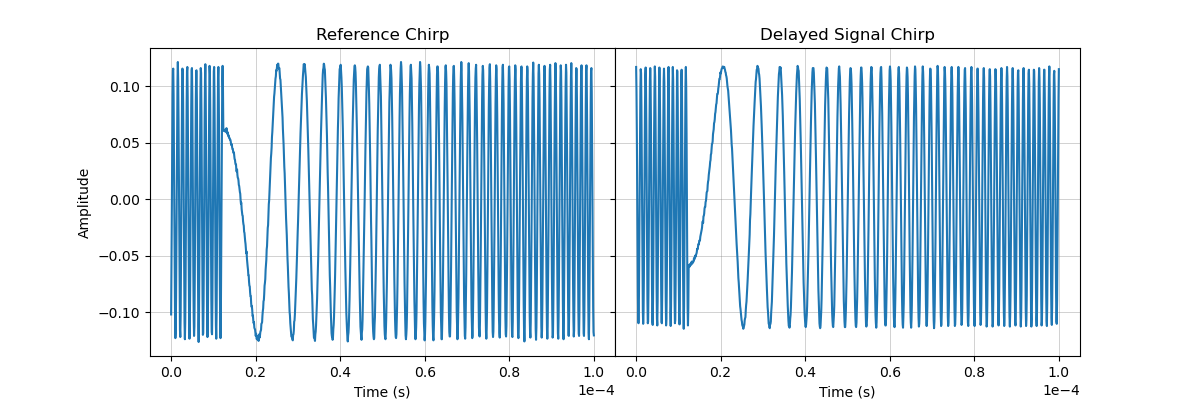 Reference Chirp
Delayed Signal Chirp
Amplitude
0.10
0.05
0.00
−0.05
−0.10
0.0 0.2 0.4 0.6 0.8 1.0
1e−4
Time (s)
0.0 0.2 0.4 0.6 0.8 1.0
1e−4
Time (s)